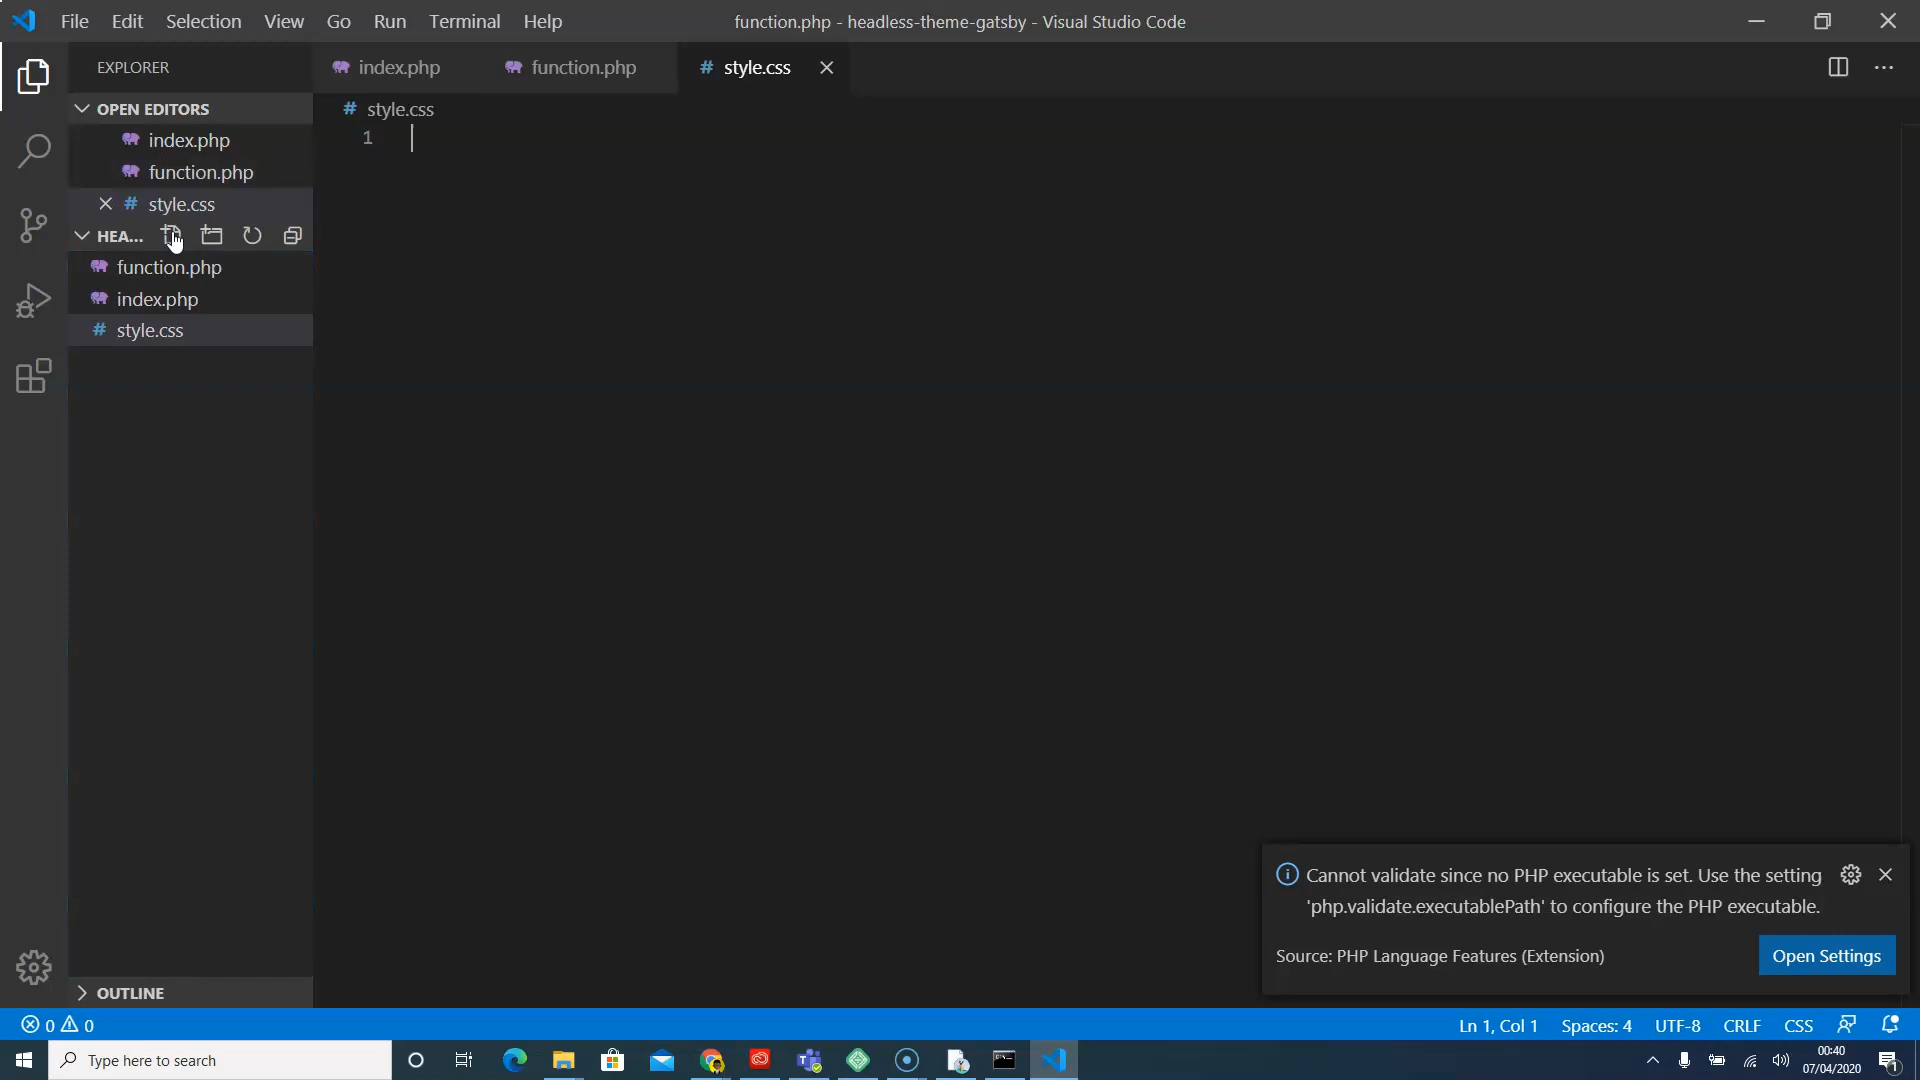 File Edit Selection View Go Run Terminal Help
function.php - headless-theme-gatsby - Visual Studio Code
EXPLORER
index.php
function.php
style.css
OPEN EDITORS
style.css
index.php
1
function.php
style.css
HEA...
function.php
index.php
style.css
Cannot validate since no PHP executable is set. Use the setting
'php.validate.executablePath' to configure the PHP executable.
Source: PHP Language Features (Extension)
Open Settings
OUTLINE
0 0
Ln 1, Col 1 Spaces: 4 UTF-8 CRLF CSS
Type here to search
00:40
07/04/2020
1